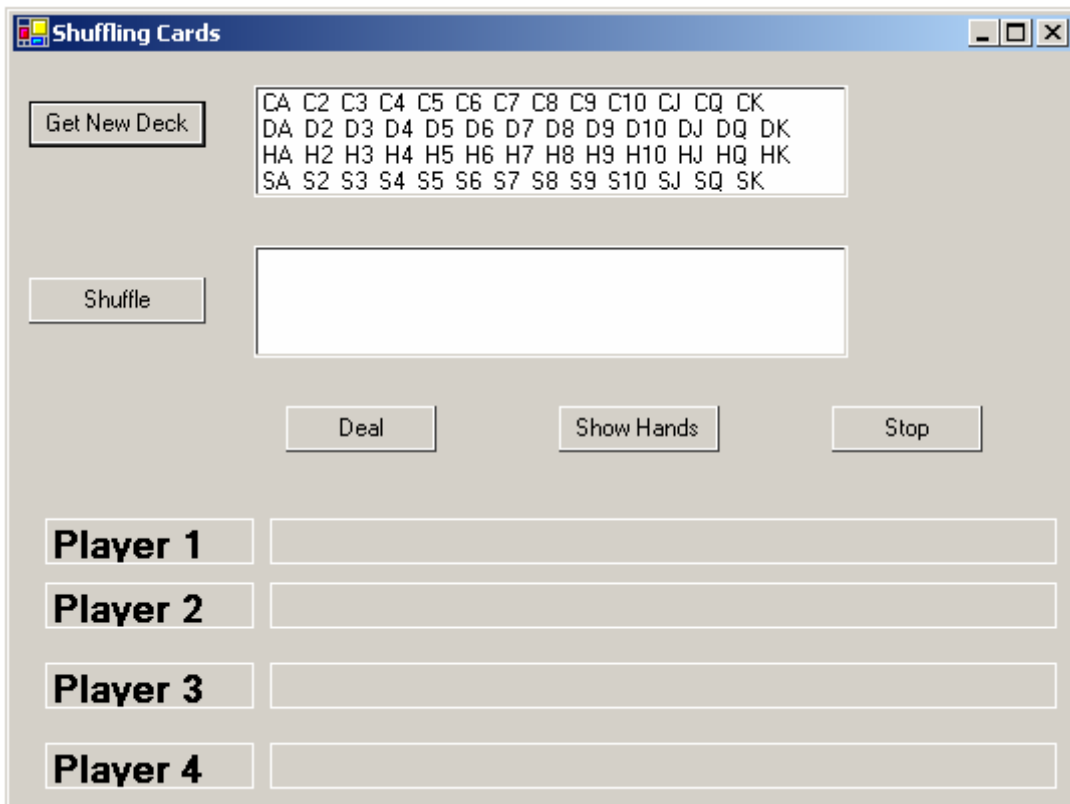 Shuffling Cards
Get New Deck
CA C2 C3 C4 C5 C6 C7 C8 C9 C10 CJ CQ CK
DA D2 D3 D4 D5 D6 D7 D8 D9 D10 DJ DQ DK
HA H2 H3 H4 H5 H6 H7 H8 H9 H10 HJ HQ HK
SA S2 S3 S4 S5 S6 S7 S8 S9 S10 SJ SQ SK
Shuffle
Deal Show Hands Stop
Player 1
Player 2
Player 3
Player 4